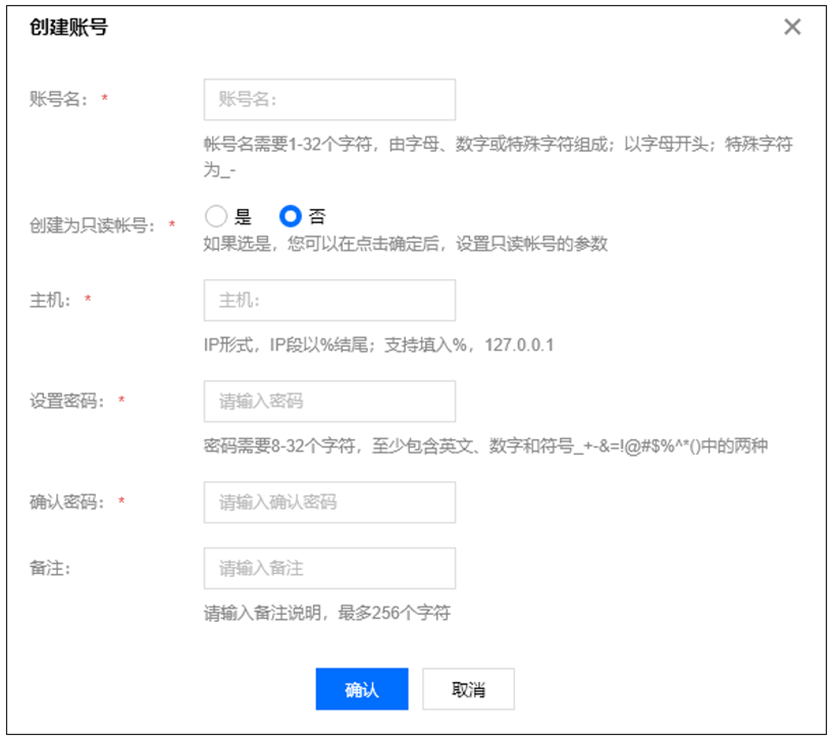 创建账号
账号名： *
账号名：
帐号名需要1-32个字符，由字母、数字或特殊字符组成；以字母开头；特殊字符
为_-
创建为只读帐号： *
是 否
如果选是，您可以在点击确定后，设置只读帐号的参数
主机： *
主机：
IP形式，IP段以%结尾；支持填入%，127.0.0.1
设置密码： *
请输入密码
密码需要8-32个字符，至少包含英文、数字和符号_+-&=!@#$%^*()中的两种
确认密码： *
请输入确认密码
备注：
请输入备注
请输入备注说明，最多256个字符
确认 取消